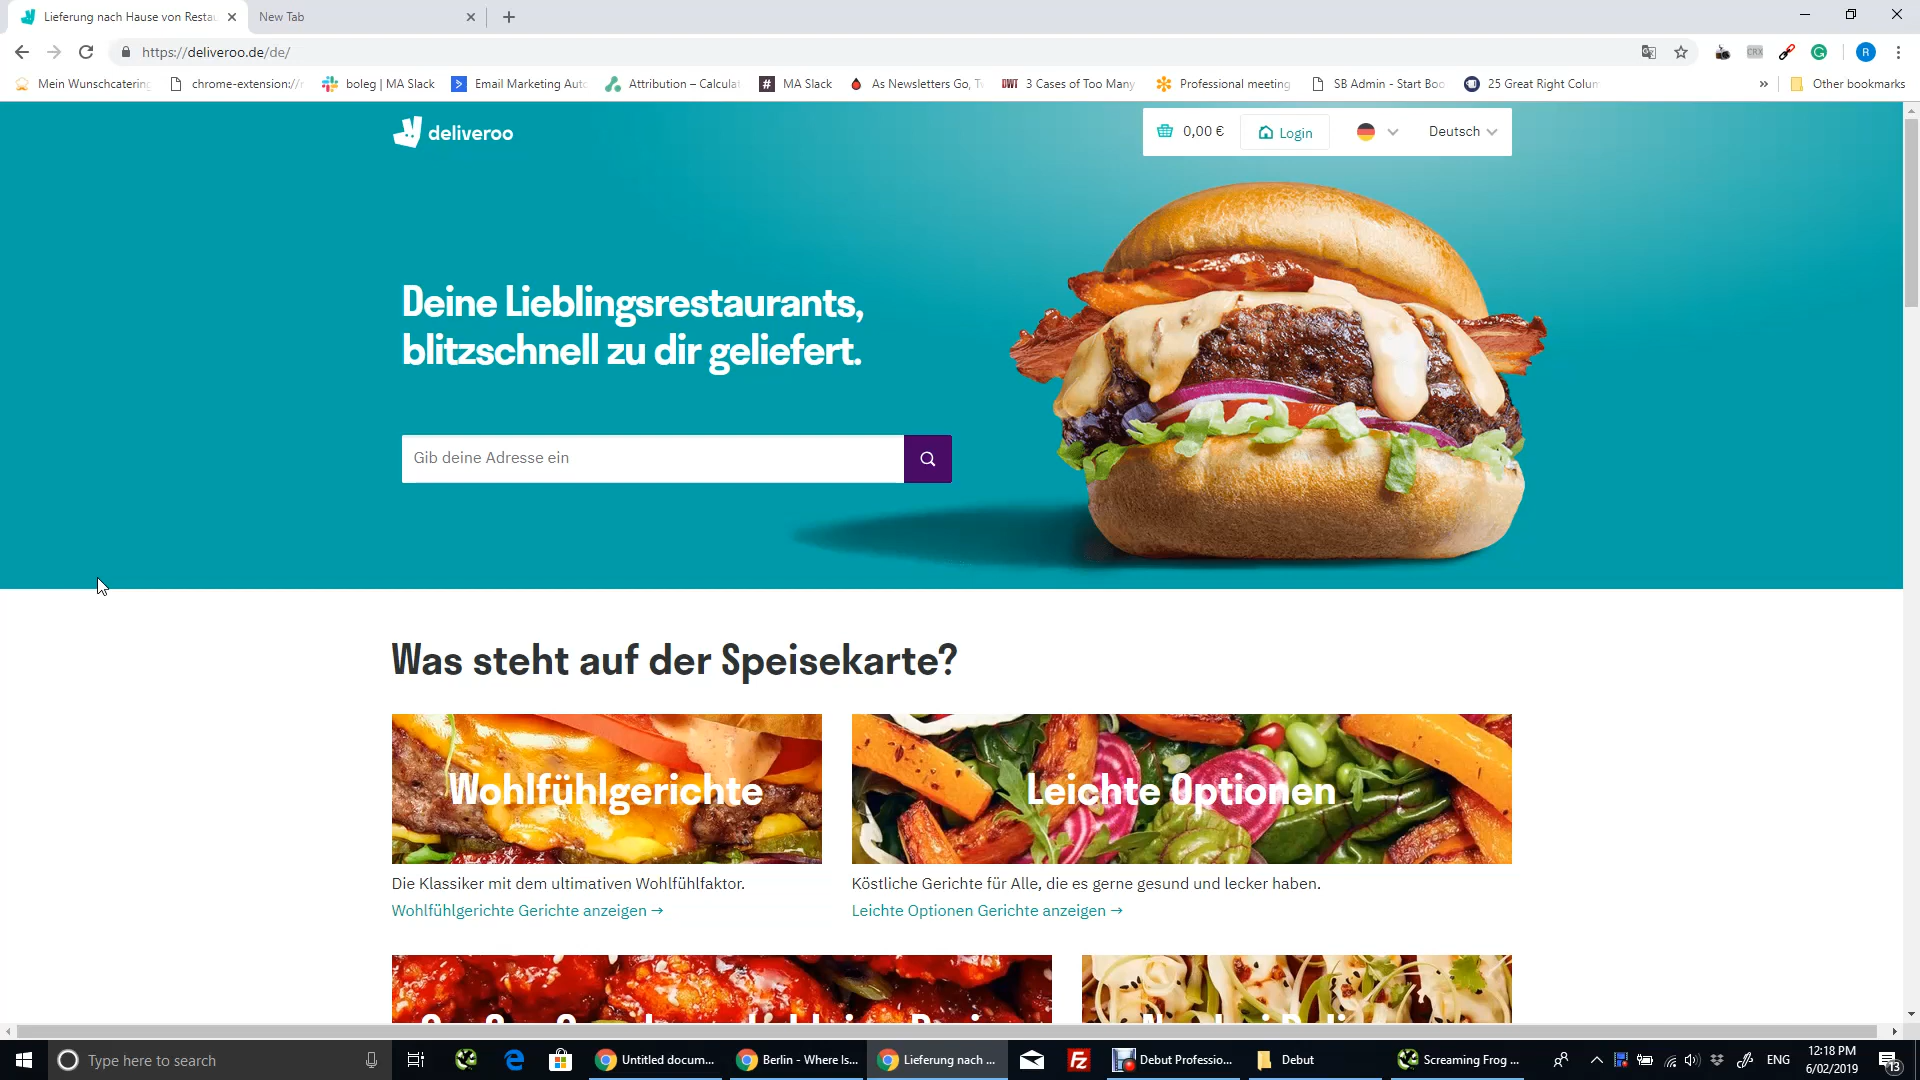 Lieferung nach Hause von Resta
New Tab
https://deliveroo.de/de/
Mein Wunschcatering
chrome-extension://
boleg | MA Slack
Email Marketing Aut
Attribution – Calcula
MA Slack
As Newsletters Go, T
3 Cases of Too Many
Professional meeting
SB Admin - Start Boo
25 Great Right Colum
»
Other bookmarks
deliveroo
0,00 €
Login
Deutsch
Deine Lieblingsrestaurants,
blitzschnell zu dir geliefert.
Gib deine Adresse ein
Was steht auf der Speisekarte?
Wohlfühlgerichte
Leichte Optionen
Die Klassiker mit dem ultimativen Wohlfühlfaktor.
Köstliche Gerichte für Alle, die es gerne gesund und lecker haben.
Wohlfühlgerichte Gerichte anzeigen →
Leichte Optionen Gerichte anzeigen →
Type here to search
Untitled docum...
Berlin - Where Is...
Lieferung nach ...
Debut Professio...
Debut
Screaming Frog ...
ENG
12:18 PM
6/02/2019
13